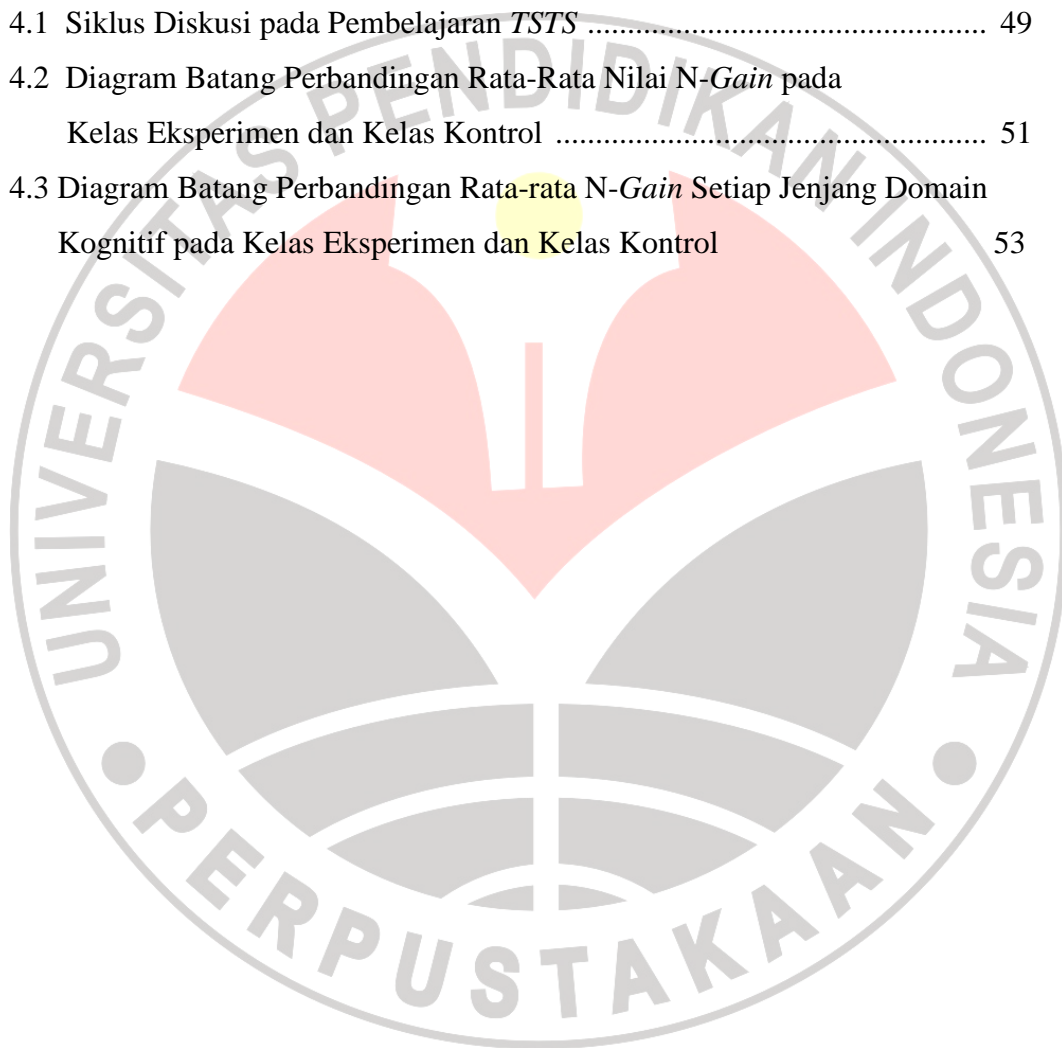 4.1 Siklus Diskusi pada Pembelajaran TSTS ................................................ 49
4.2 Diagram Batang Perbandingan Rata-Rata Nilai N-Gain pada
Kelas Eksperimen dan Kelas Kontrol .................................................... 51
4.3 Diagram Batang Perbandingan Rata-rata N-Gain Setiap Jenjang Domain
Kognitif pada Kelas Eksperimen dan Kelas Kontrol 53
UNIVERSITAS PENDIDIKAN INDONESIA
PERPUSTAKAAN